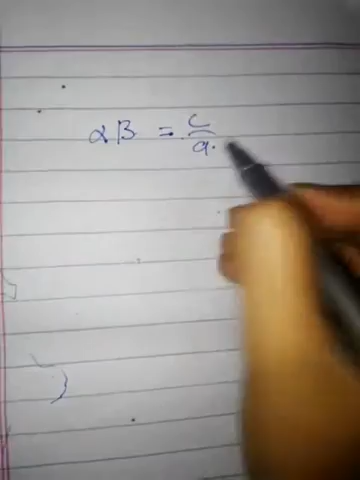 αβ = c/a.